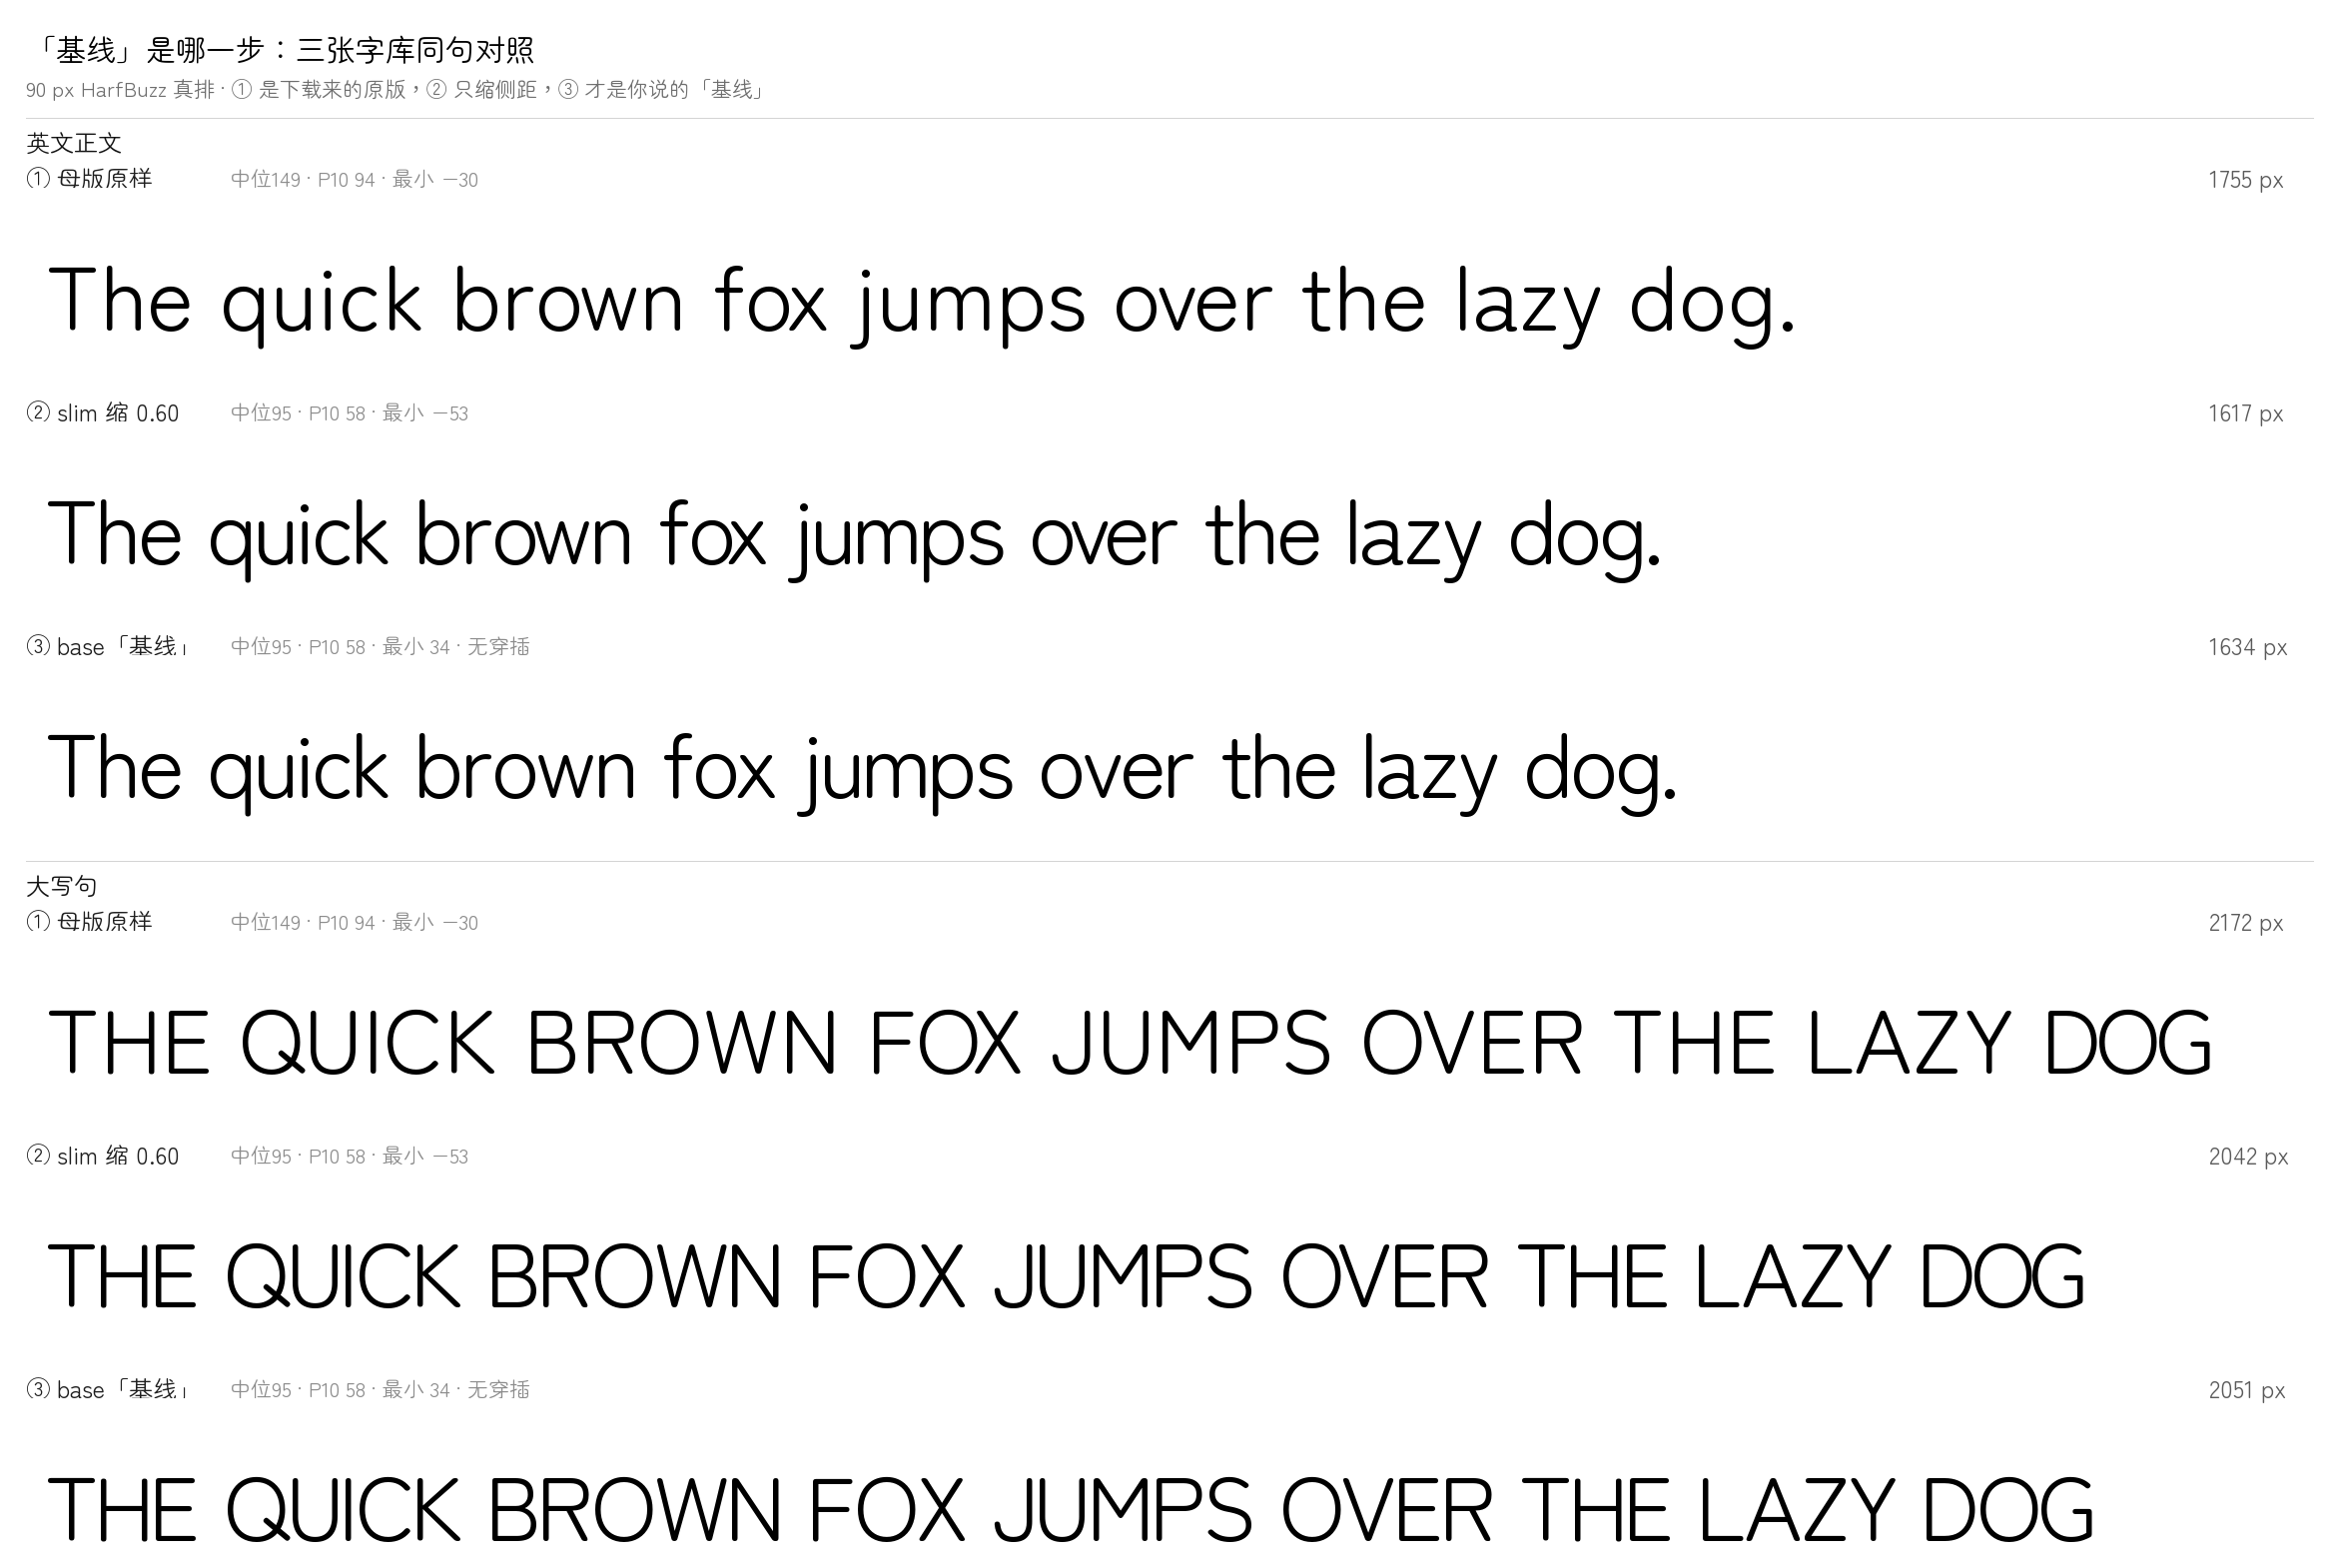 「基线」是哪一步：三张字库同句对照
90 px HarfBuzz 真排 · ① 是下载来的原版，② 只缩侧距，③ 才是你说的「基线」
英文正文
① 母版原样 中位149 · P10 94 · 最小 −30 1755 px
The quick brown fox jumps over the lazy dog.
② slim 缩 0.60 中位95 · P10 58 · 最小 −53 1617 px
The quick brown fox jumps over the lazy dog.
③ base「基线」 中位95 · P10 58 · 最小 34 · 无穿插 1634 px
The quick brown fox jumps over the lazy dog.
大写句
① 母版原样 中位149 · P10 94 · 最小 −30 2172 px
THE QUICK BROWN FOX JUMPS OVER THE LAZY DOG
② slim 缩 0.60 中位95 · P10 58 · 最小 −53 2042 px
THE QUICK BROWN FOX JUMPS OVER THE LAZY DOG
③ base「基线」 中位95 · P10 58 · 最小 34 · 无穿插 2051 px
THE QUICK BROWN FOX JUMPS OVER THE LAZY DOG